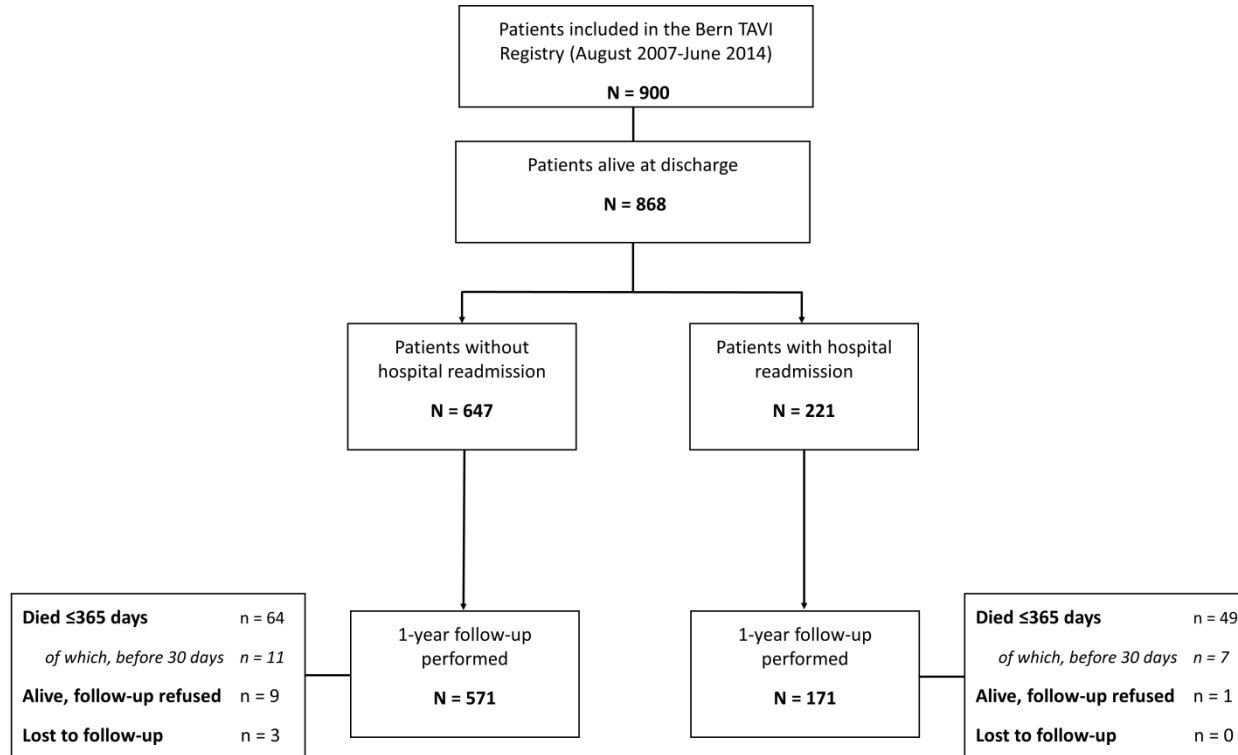 Patients included in the Bern TAVI
Registry (August 2007-June 2014)
N = 900
Patients alive at discharge
N = 868
Patients without
hospital readmission
N = 647
Patients with hospital
readmission
N = 221
Died ≤365 days n = 64
of which, before 30 days n = 11
Alive, follow-up refused n = 9
Lost to follow-up n = 3
1-year follow-up
performed
N = 571
1-year follow-up
performed
N = 171
Died ≤365 days n = 49
of which, before 30 days n = 7
Alive, follow-up refused n = 1
Lost to follow-up n = 0